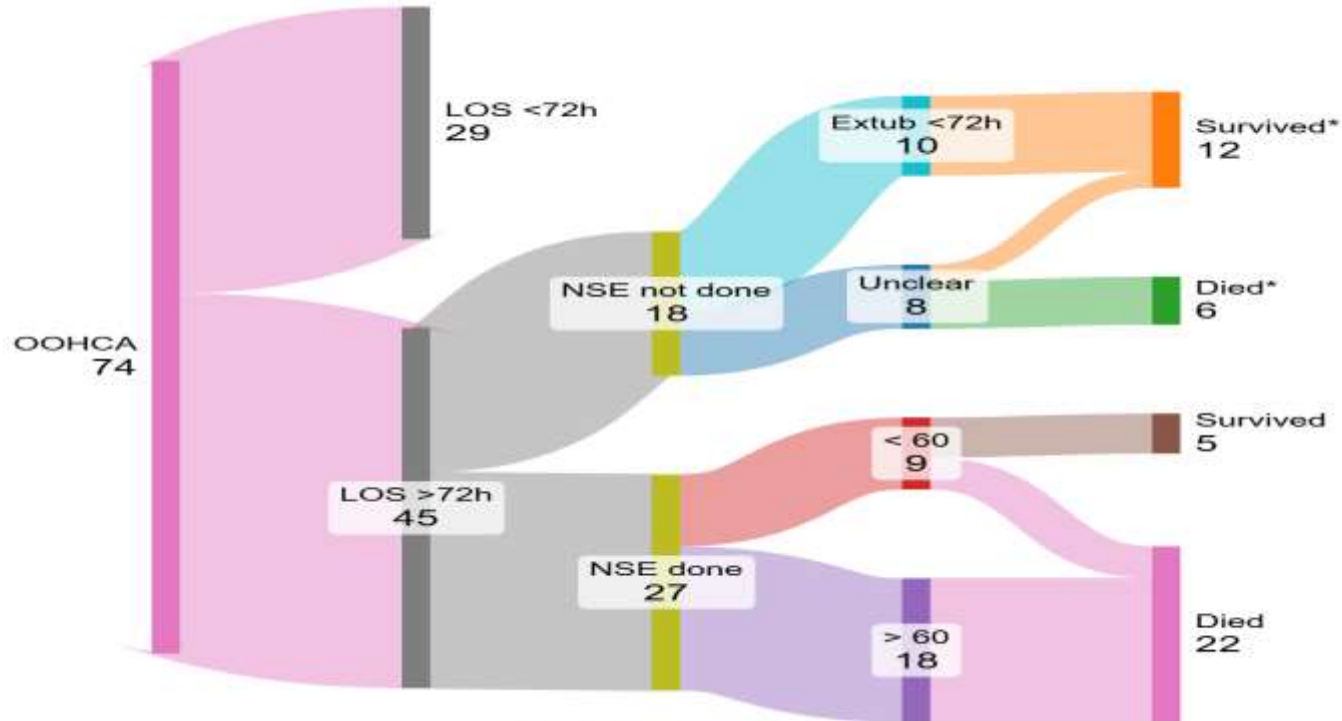 OOHCA
74
LOS <72h
29
LOS >72h
45
NSE not done
18
NSE done
27
Extub <72h
10
Unclear
8
< 60
9
> 60
18
Survived*
12
Died*
6
Survived
5
Died
22